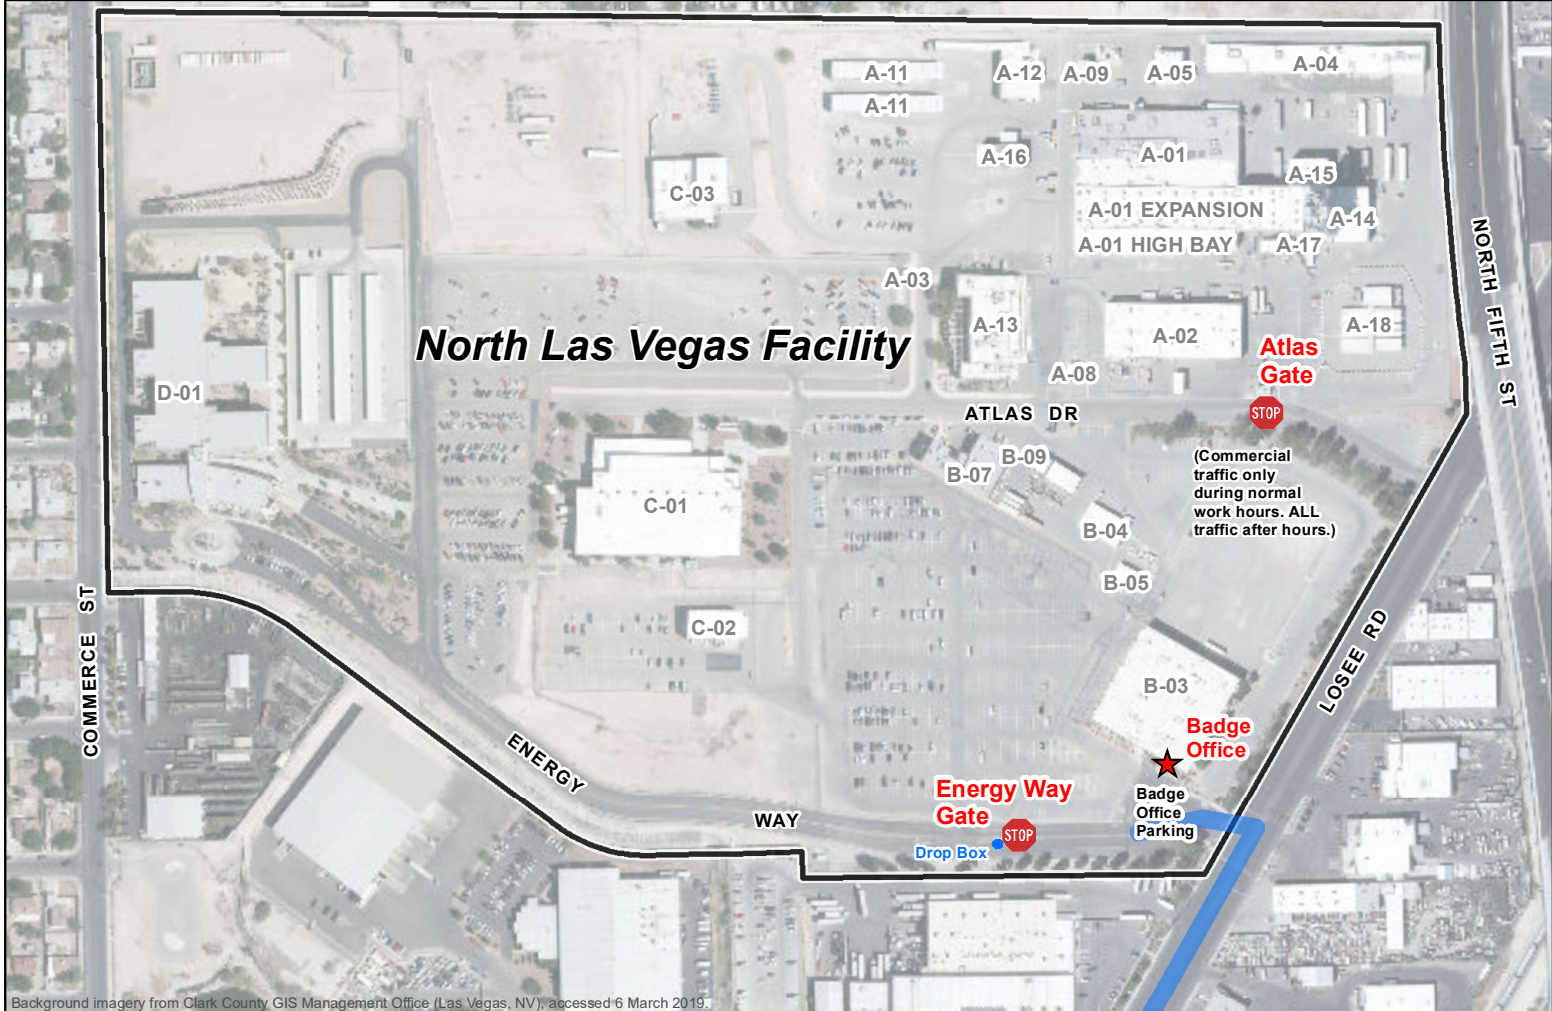 A-11
A-12
A-09
A-05
A-04
A-11
A-16
A-01
A-15
C-03
A-01 EXPANSION
A-14
A-01 HIGH BAY
A-17
NORTH FIFTH ST
A-03
A-13
A-02
A-18
North Las Vegas Facility
Atlas
Gate
A-08
D-01
ATLAS DR
STOP
(Commercial
traffic only
during normal
work hours. ALL
traffic after hours.)
B-09
B-07
C-01
B-04
B-05
COMMERCE ST
C-02
LOSEE RD
B-03
Badge
Office
ENERGY
WAY
Energy Way
Gate
STOP
Drop Box
Badge
Office
Parking
Background imagery from Clark County GIS Management Office (Las Vegas, NV), accessed 6 March 2019.